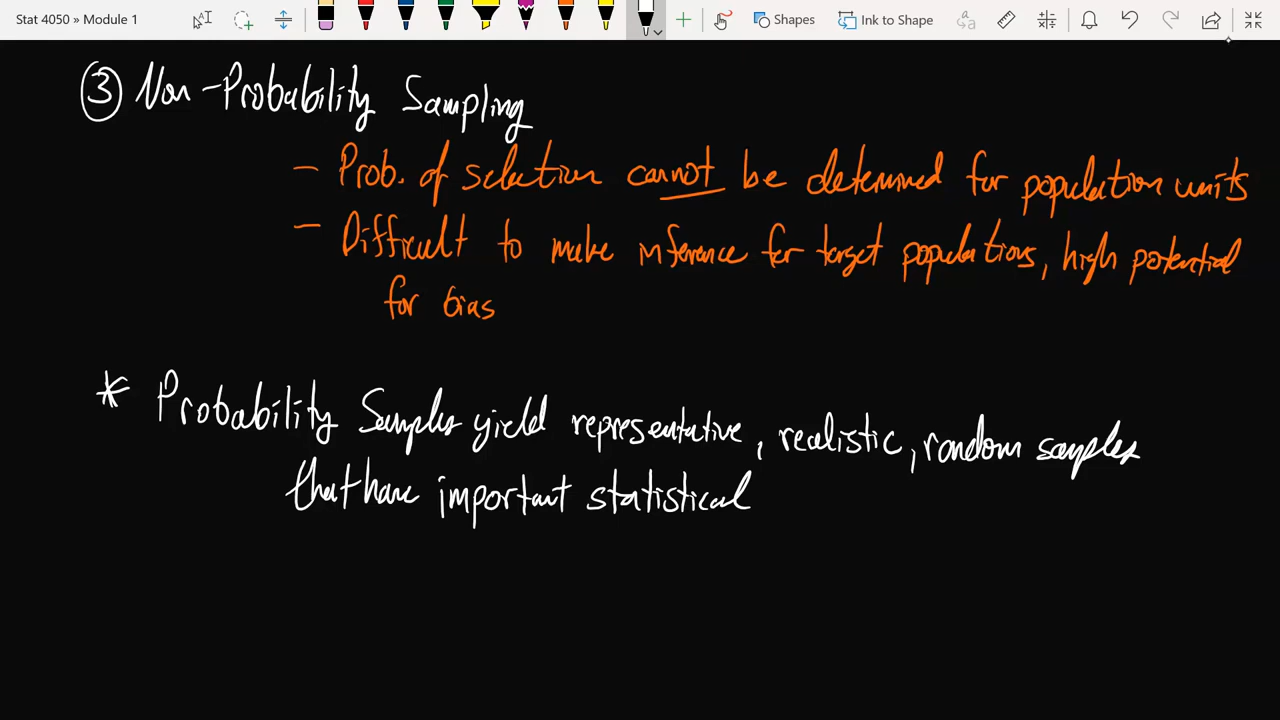 Stat 4050 » Module 1
Shapes
Ink to Shape
③ Non-Probability Sampling
- Prob. of selection cannot be determined for population units
- Difficult to make inference for target populations, high potential
for bias
* Probability Samples yield representative, realistic, random samples
that have important statistical